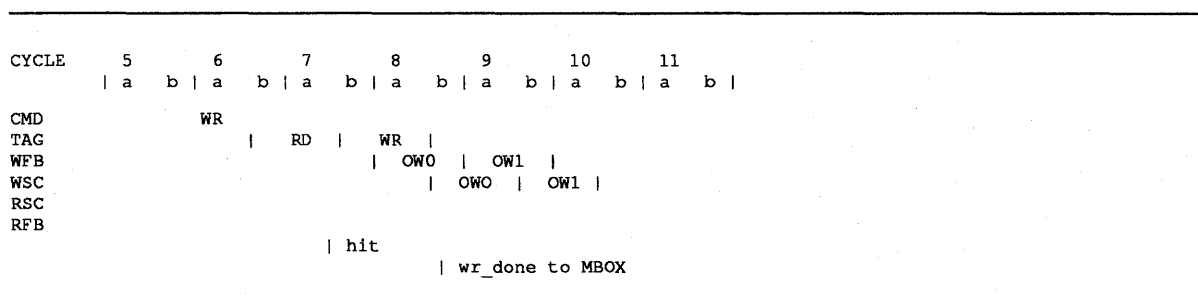 CYCLE 5 6 7 8 9 10 11
| a b | a b | a b | a b | a b | a b | a b |
CMD WR
TAG | RD | WR |
WFB | OW0 | OW1 |
WSC | OWO | OW1 |
RSC
RFB
| hit
| wr_done to MBOX